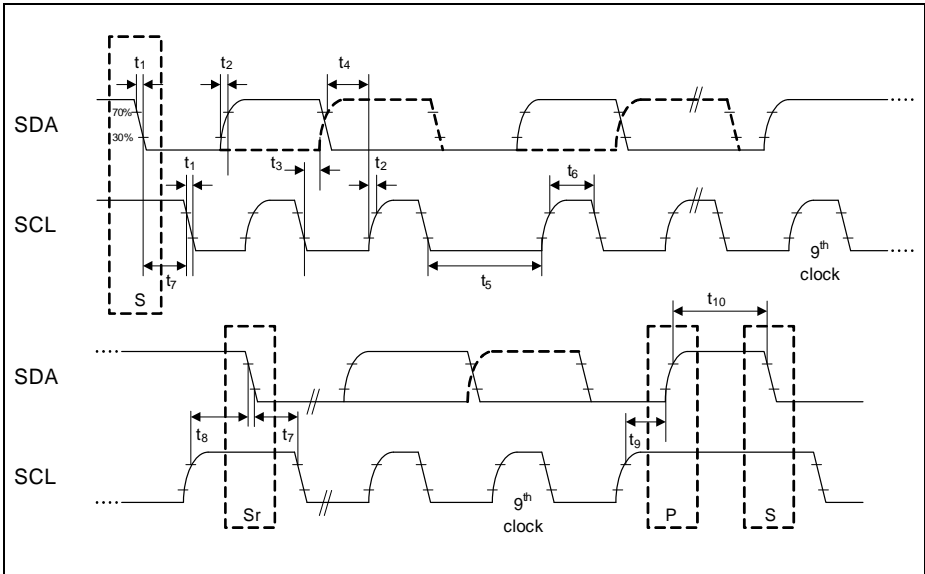 t1 t2 t4
70%
SDA
30%
t1 t3 t2 t6
SCL
t7 t5 9th
clock
S
t10
SDA
t8 t7 t9
SCL
Sr 9th
clock P S